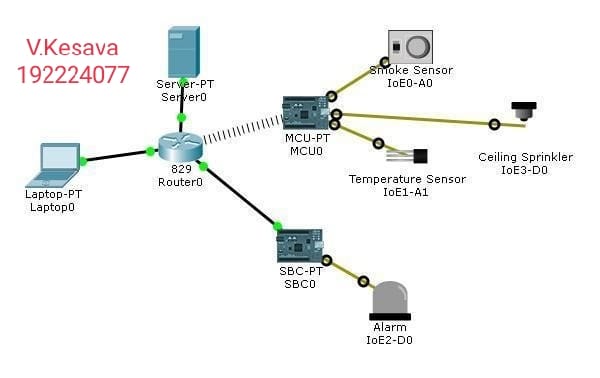 V.Kesava
192224077
Server-PT
Server0
Smoke Sensor
IoE0-A0
MCU-PT
MCU0
Ceiling Sprinkler
IoE3-D0
829
Router0
Temperature Sensor
IoE1-A1
Laptop-PT
Laptop0
SBC-PT
SBC0
Alarm
IoE2-D0